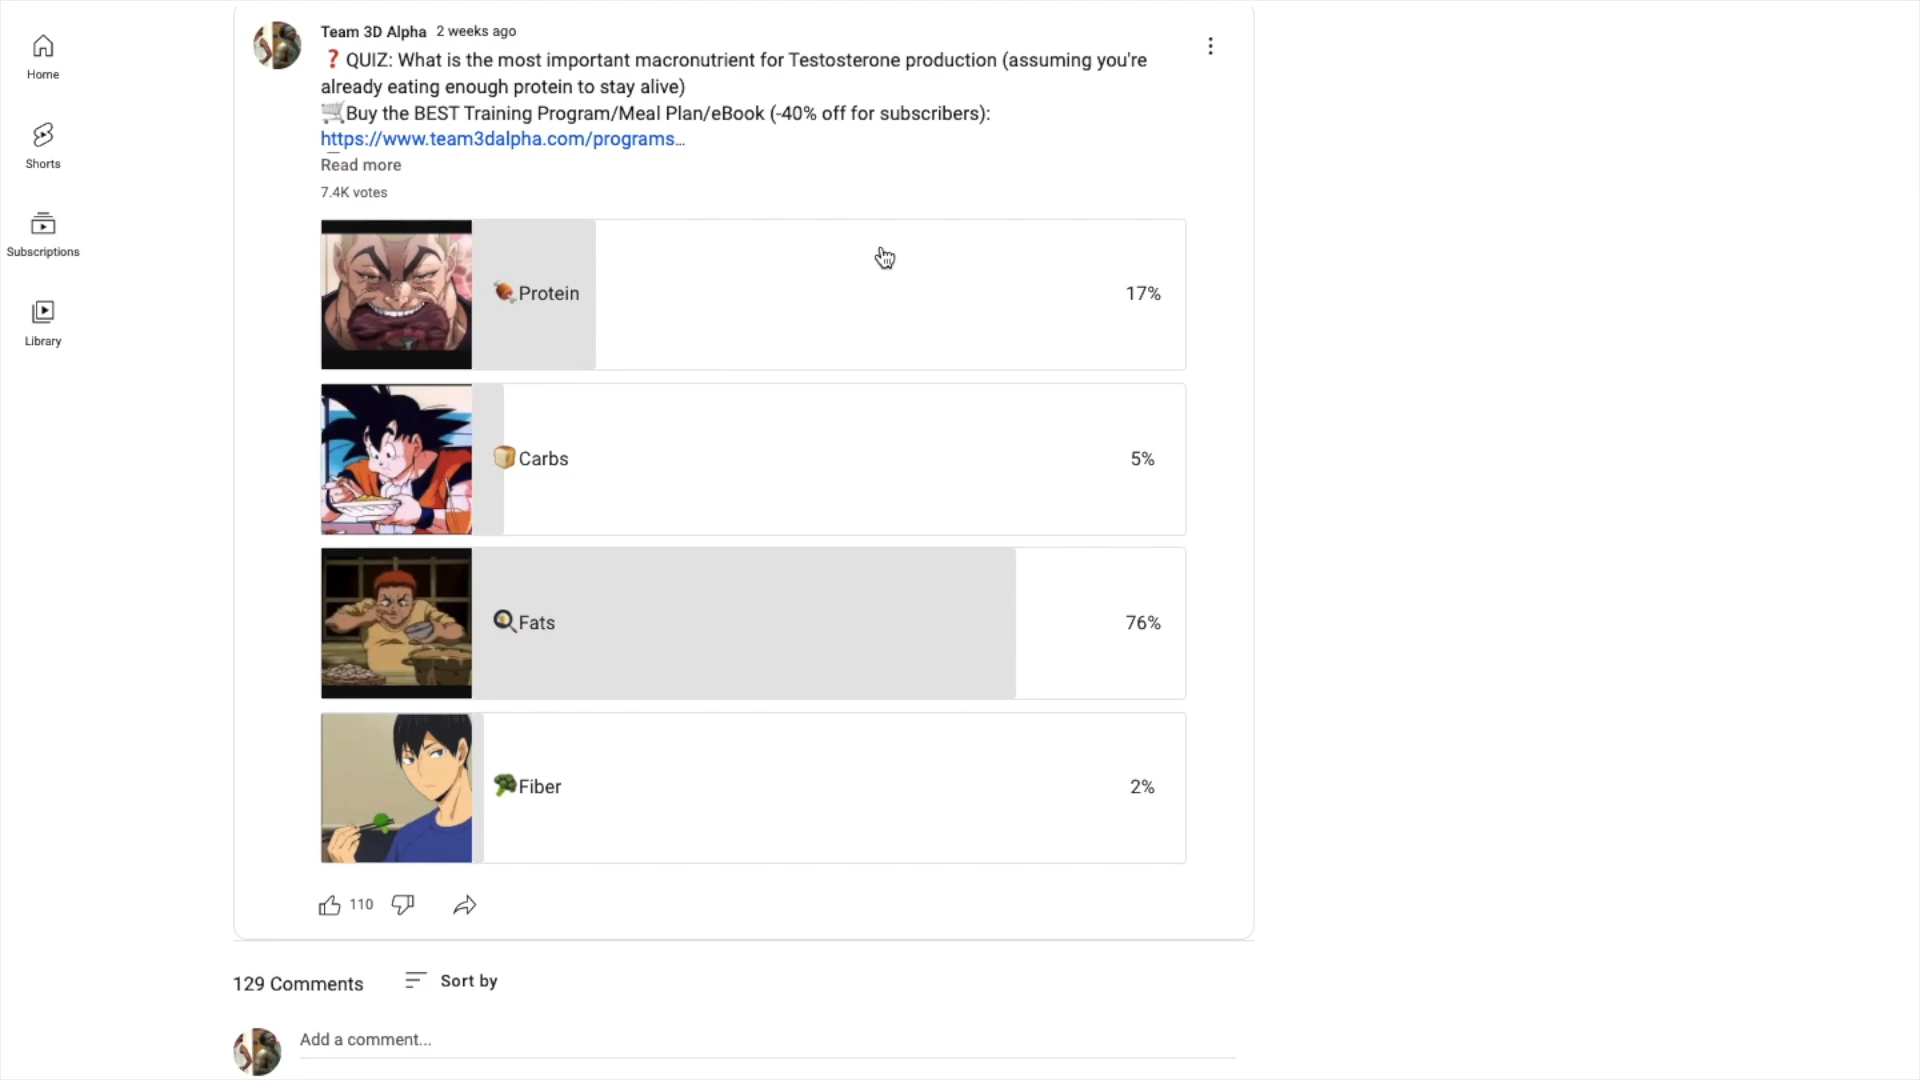 Home
Shorts
Subscriptions
Library
Team 3D Alpha 2 weeks ago
❓ QUIZ: What is the most important macronutrient for Testosterone production (assuming you're
already eating enough protein to stay alive)
🛒Buy the BEST Training Program/Meal Plan/eBook (-40% off for subscribers):
https://www.team3dalpha.com/programs...
Read more
7.4K votes
🍖Protein 17%
🍞Carbs 5%
🍳Fats 76%
🥦Fiber 2%
110
129 Comments Sort by
Add a comment...